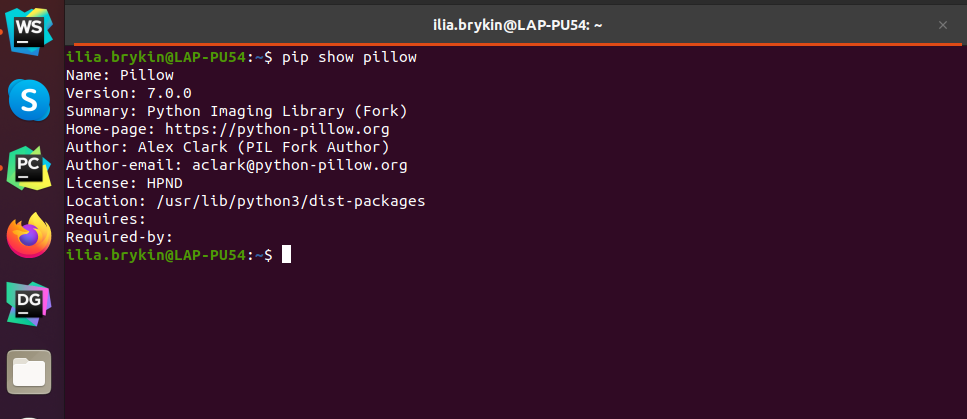 ilia.brykin@LAP-PU54: ~
WS
S
PC
DG
ilia.brykin@LAP-PU54:~$ pip show pillow
Name: Pillow
Version: 7.0.0
Summary: Python Imaging Library (Fork)
Home-page: https://python-pillow.org
Author: Alex Clark (PIL Fork Author)
Author-email: aclark@python-pillow.org
License: HPND
Location: /usr/lib/python3/dist-packages
Requires:
Required-by:
ilia.brykin@LAP-PU54:~$